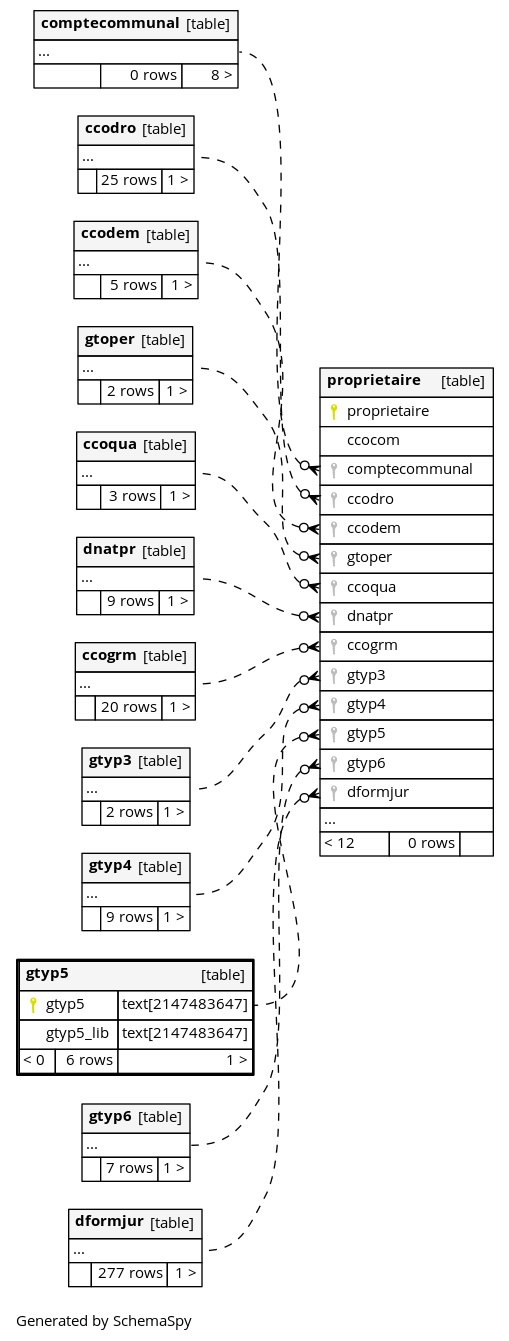 comptecommunal [table]
...
0 rows 8 >
ccodro [table]
...
25 rows 1 >
ccodem [table]
...
5 rows 1 >
gtoper [table]
...
2 rows 1 >
ccoqua [table]
...
3 rows 1 >
dnatpr [table]
...
9 rows 1 >
ccogrm [table]
...
20 rows 1 >
gtyp3 [table]
...
2 rows 1 >
gtyp4 [table]
...
9 rows 1 >
gtyp5 [table]
gtyp5 text[2147483647]
gtyp5_lib text[2147483647]
< 0 6 rows 1 >
gtyp6 [table]
...
7 rows 1 >
dformjur [table]
...
277 rows 1 >
proprietaire [table]
proprietaire
ccocom
comptecommunal
ccodro
ccodem
gtoper
ccoqua
dnatpr
ccogrm
gtyp3
gtyp4
gtyp5
gtyp6
dformjur
...
< 12 0 rows
Generated by SchemaSpy